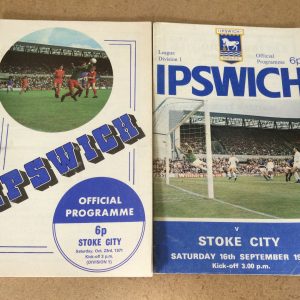 IPSWICH
OFFICIAL
PROGRAMME
6p
STOKE CITY
Saturday, Oct. 23rd, 1971
Kick-off 3 p.m.
(DIVISION 1)
IPSWICH
League
Division 1
Official
Programme 6p
IPSWICH
v
STOKE CITY
SATURDAY 16th SEPTEMBER 19
Kick-off 3.00 p.m.